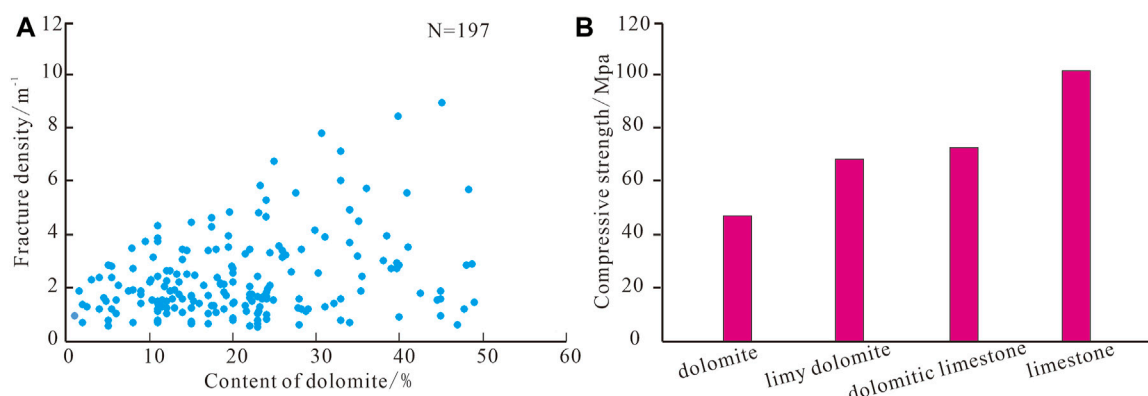 A
N=197
12
10
8
6
4
2
0
Fracture density/m⁻¹
0 10 20 30 40 50 60
Content of dolomite/%
B
120
100
80
60
40
20
0
Compressive strength/Mpa
dolomite
limy dolomite
dolomitic limestone
limestone